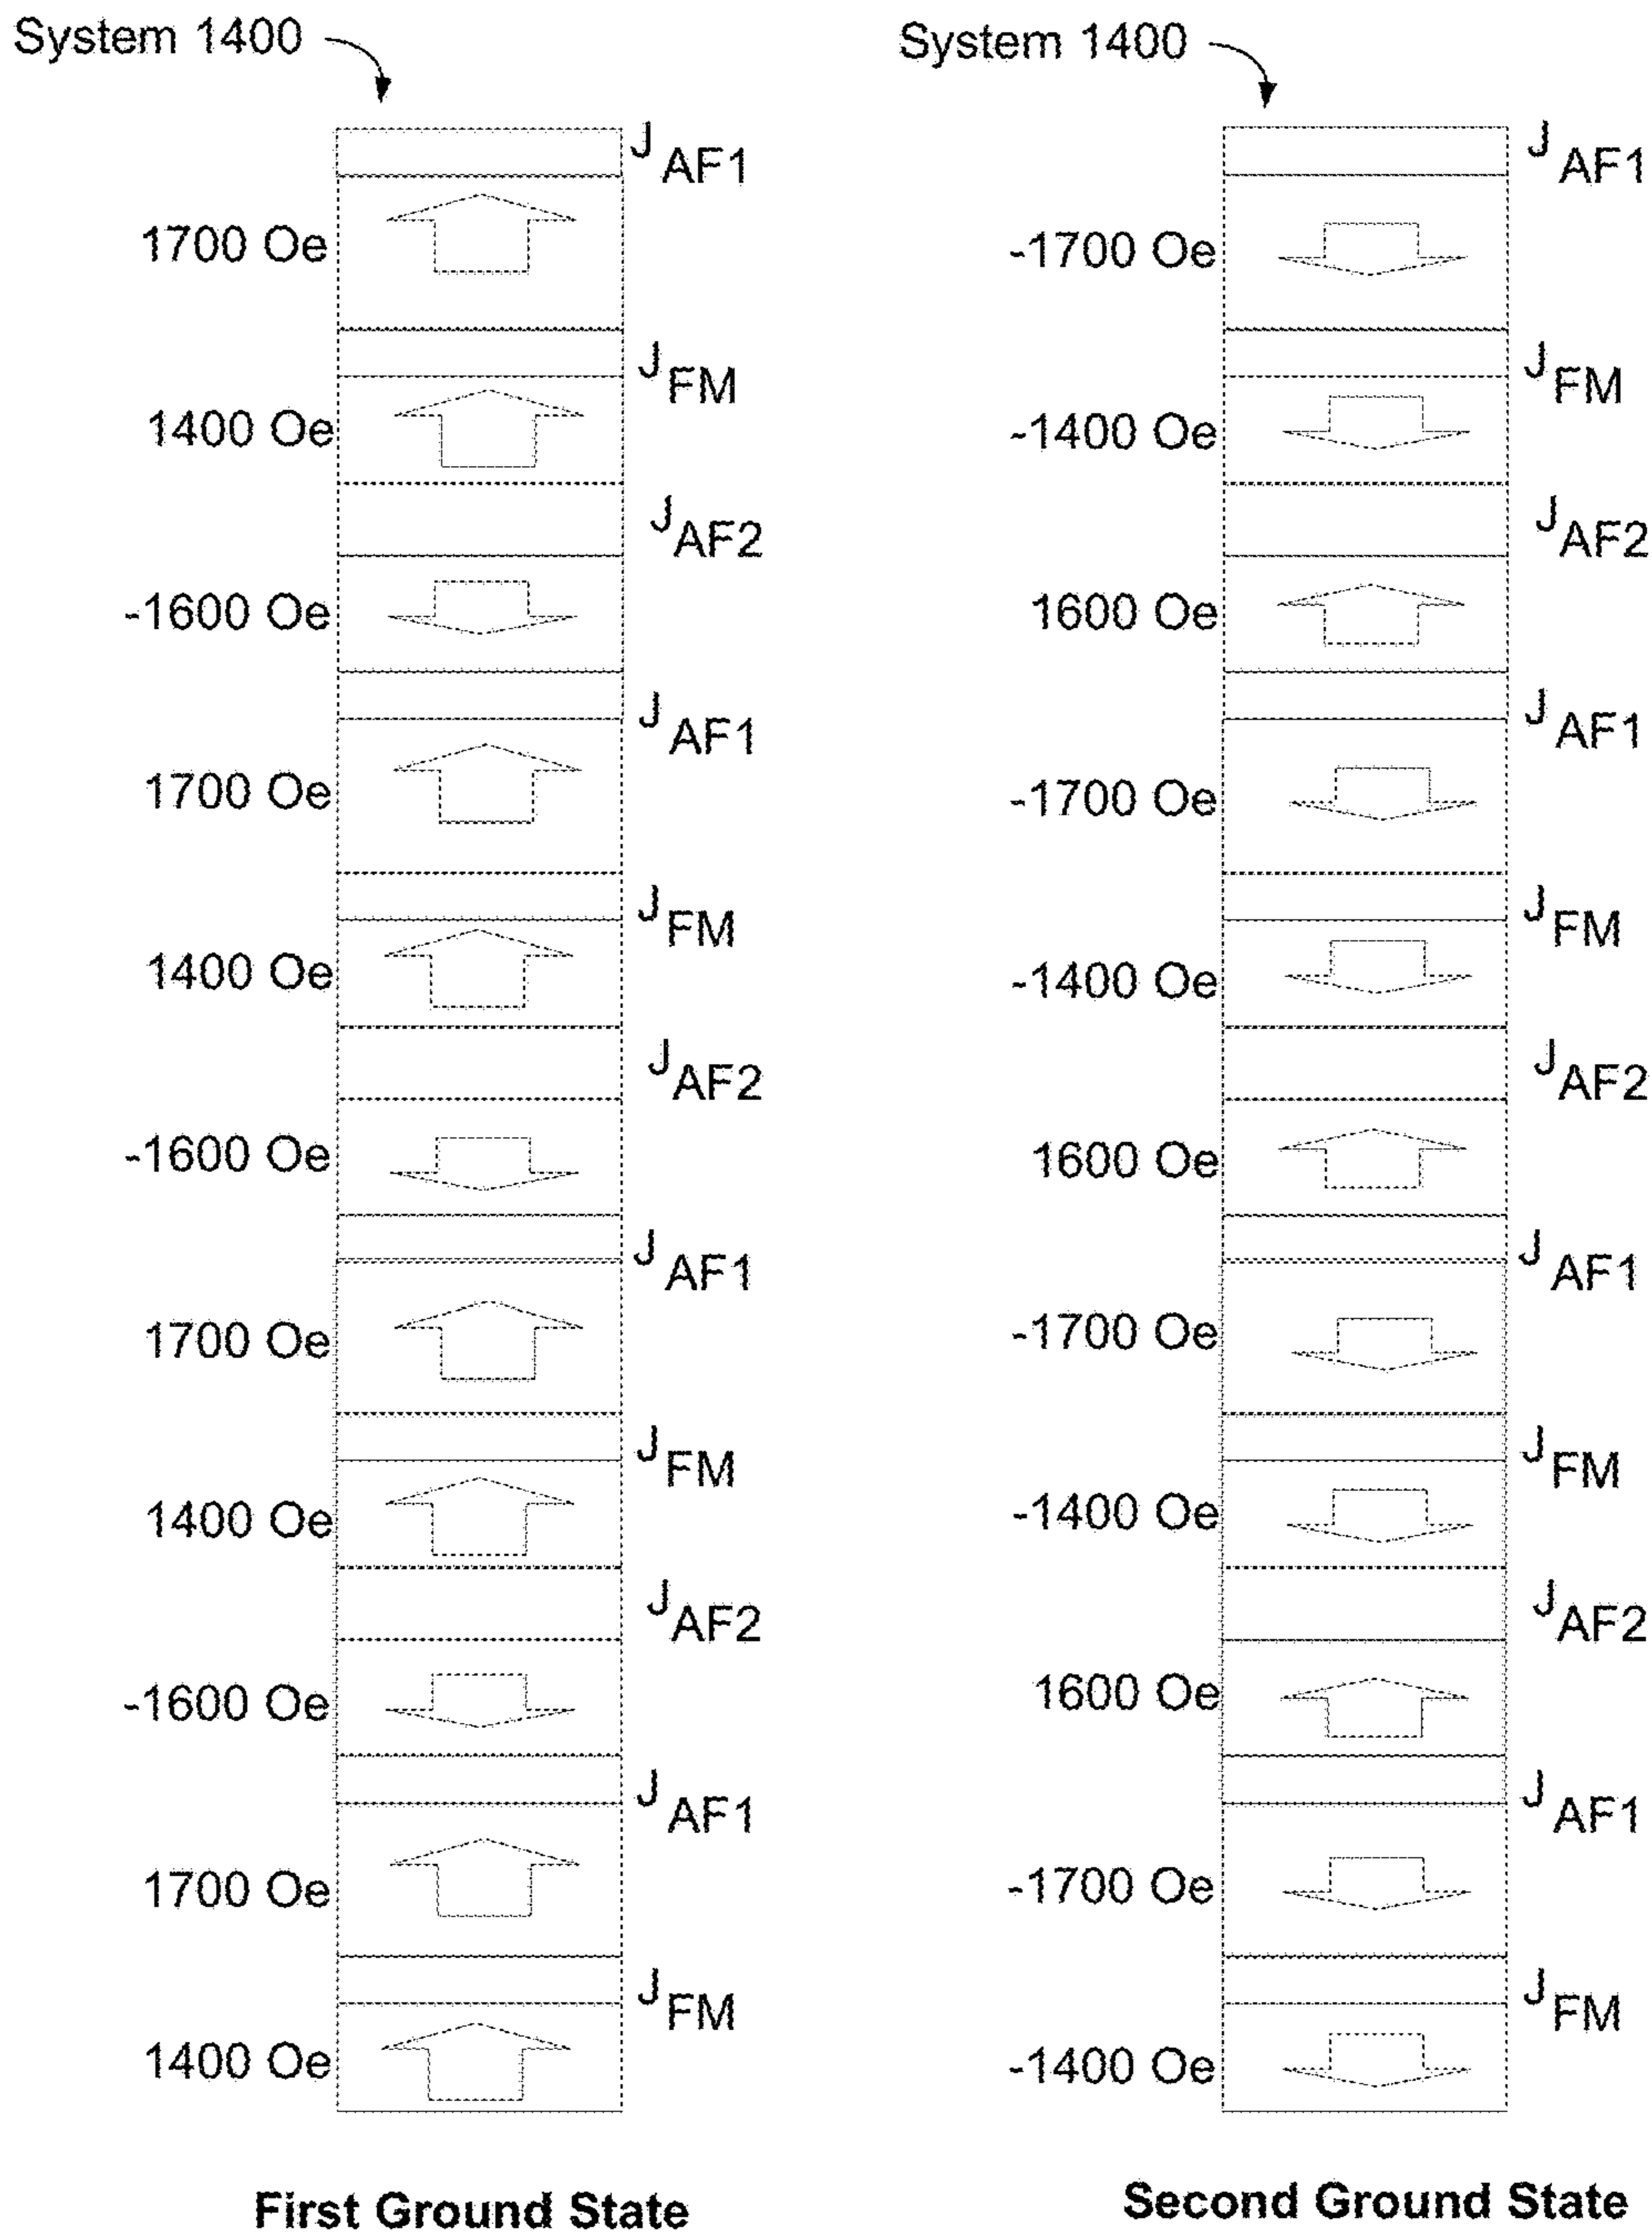 System 1400
J AF1
1700 Oe
J FM
1400 Oe
J AF2
-1600 Oe
J AF1
1700 Oe
J FM
1400 Oe
J AF2
-1600 Oe
J AF1
1700 Oe
J FM
1400 Oe
J AF2
-1600 Oe
J AF1
1700 Oe
J FM
1400 Oe
First Ground State
System 1400
J AF1
-1700 Oe
J FM
-1400 Oe
J AF2
1600 Oe
J AF1
-1700 Oe
J FM
-1400 Oe
J AF2
1600 Oe
J AF1
-1700 Oe
J FM
-1400 Oe
J AF2
1600 Oe
J AF1
-1700 Oe
J FM
-1400 Oe
Second Ground State